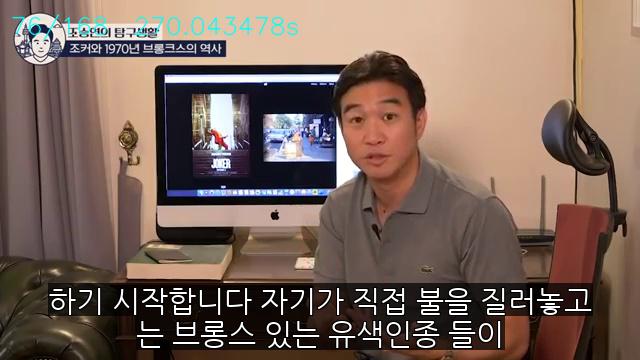 76/168 270.043478s
조승연의 탐구생활
조커와 1970년 브롱크스의 역사
JOKER
하기 시작합니다 자기가 직접 불을 질러놓고
는 브롱스 있는 유색인종 들이